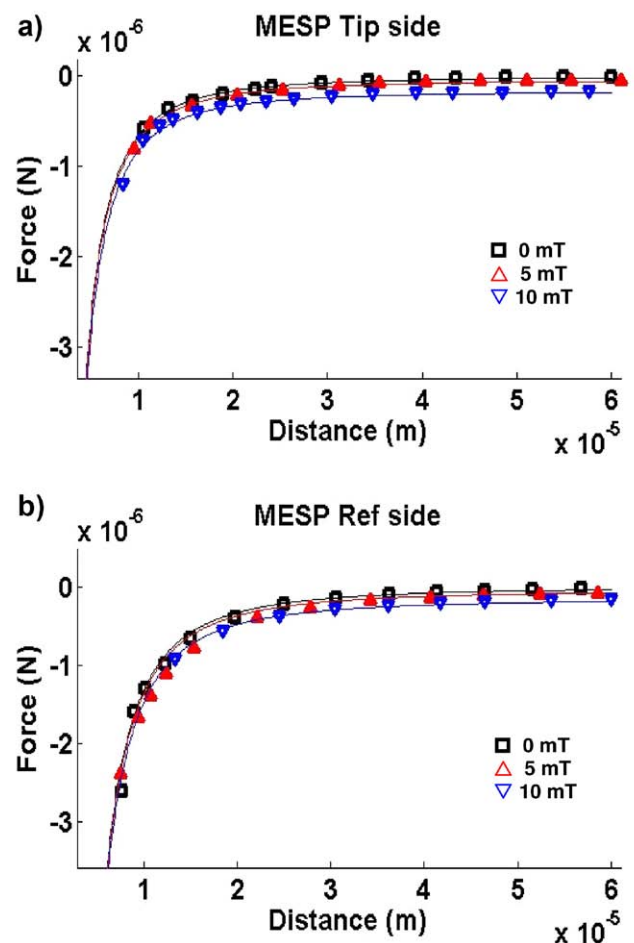 a)
x 10-6
MESP Tip side
0
-1
-2
-3
Force (N)
0 mT
5 mT
10 mT
1 2 3 4 5 6
Distance (m)
x 10-5
b)
x 10-6
MESP Ref side
0
-1
-2
-3
Force (N)
0 mT
5 mT
10 mT
1 2 3 4 5 6
Distance (m)
x 10-5